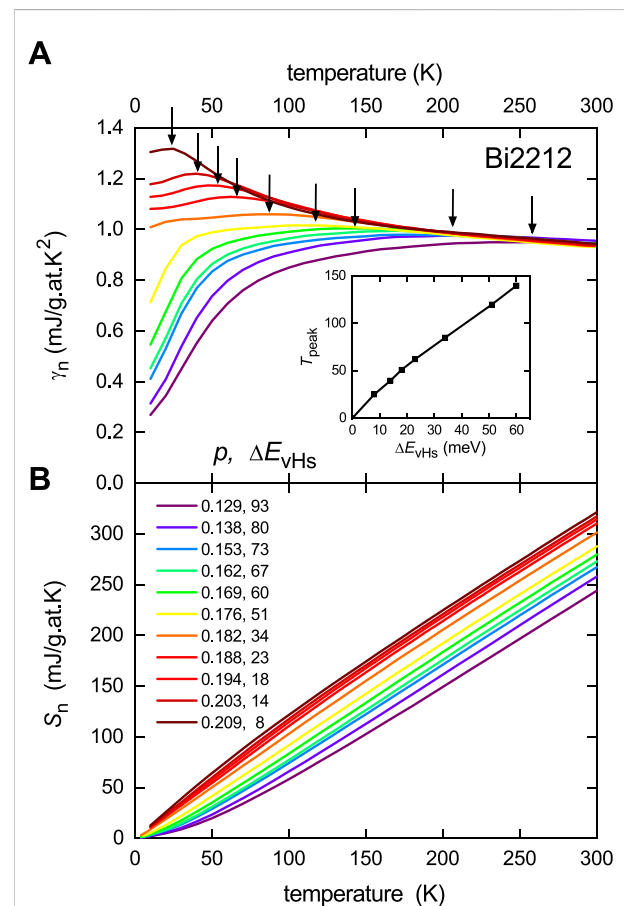 A
temperature (K)
0 50 100 150 200 250 300
Bi2212
1.4
1.2
1.0
0.8
0.6
0.4
0.2
0.0
γn (mJ/g.at.K²)
150
100
50
0
Tpeak
0 10 20 30 40 50 60
ΔEvHs (meV)
p, ΔEvHs
B
0.129, 93
0.138, 80
0.153, 73
0.162, 67
0.169, 60
0.176, 51
0.182, 34
0.188, 23
0.194, 18
0.203, 14
0.209, 8
300
250
200
150
100
50
0
Sn (mJ/g.at.K)
0 50 100 150 200 250 300
temperature (K)